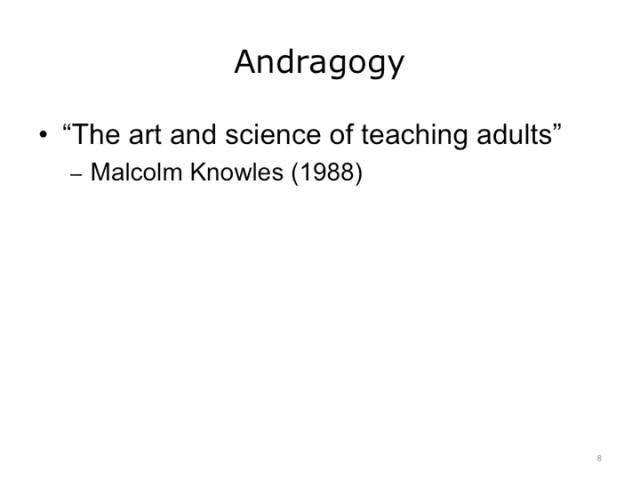 Andragogy
• “The art and science of teaching adults”
– Malcolm Knowles (1988)
8